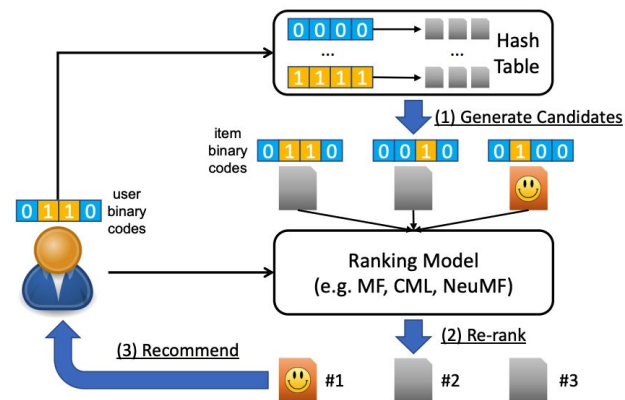 0 0 0 0
...
...
1 1 1 1
Hash
Table
(1) Generate Candidates
item
binary
codes
0 1 1 0
0 0 1 0
0 1 0 0
0 1 1 0
user
binary
codes
Ranking Model
(e.g. MF, CML, NeuMF)
(2) Re-rank
(3) Recommend
#1
#2
#3